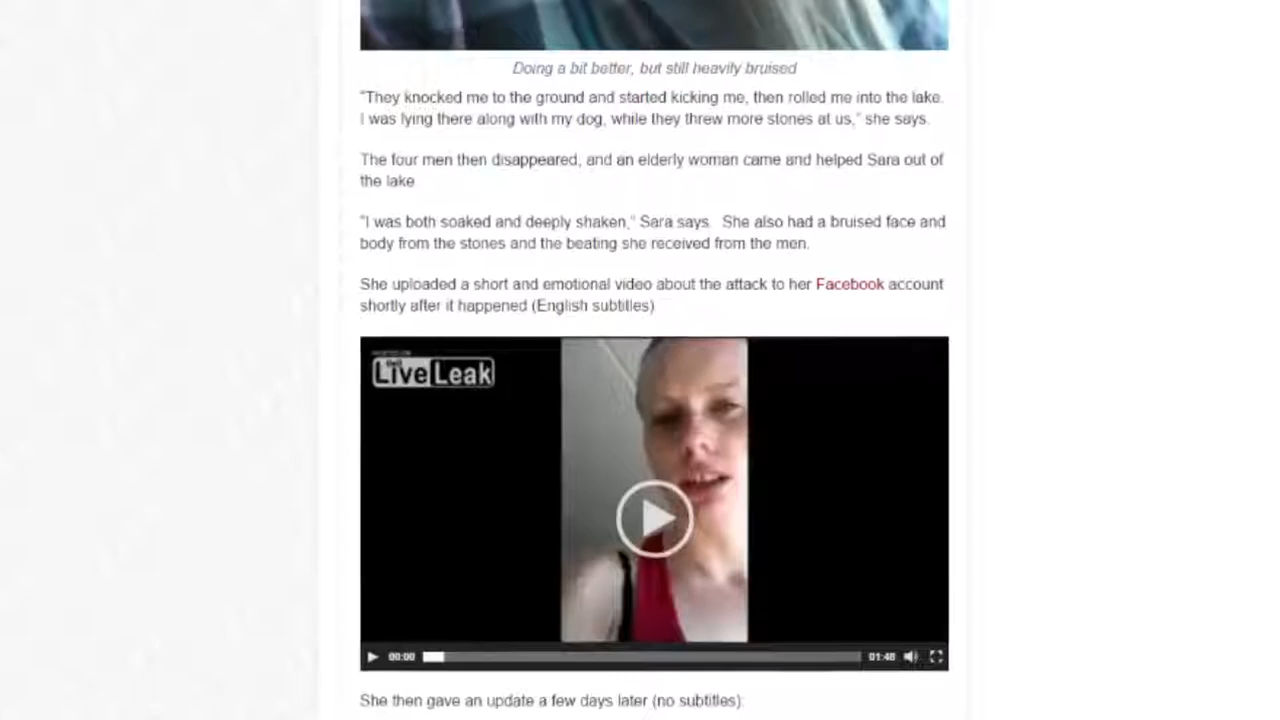 Doing a bit better, but still heavily bruised
"They knocked me to the ground and started kicking me, then rolled me into the lake.
I was lying there along with my dog, while they threw more stones at us," she says.
The four men then disappeared, and an elderly woman came and helped Sara out of
the lake
"I was both soaked and deeply shaken," Sara says. She also had a bruised face and
body from the stones and the beating she received from the men.
She uploaded a short and emotional video about the attack to her Facebook account
shortly after it happened (English subtitles)
LiveLeak
00:00
01:48
She then gave an update a few days later (no subtitles):